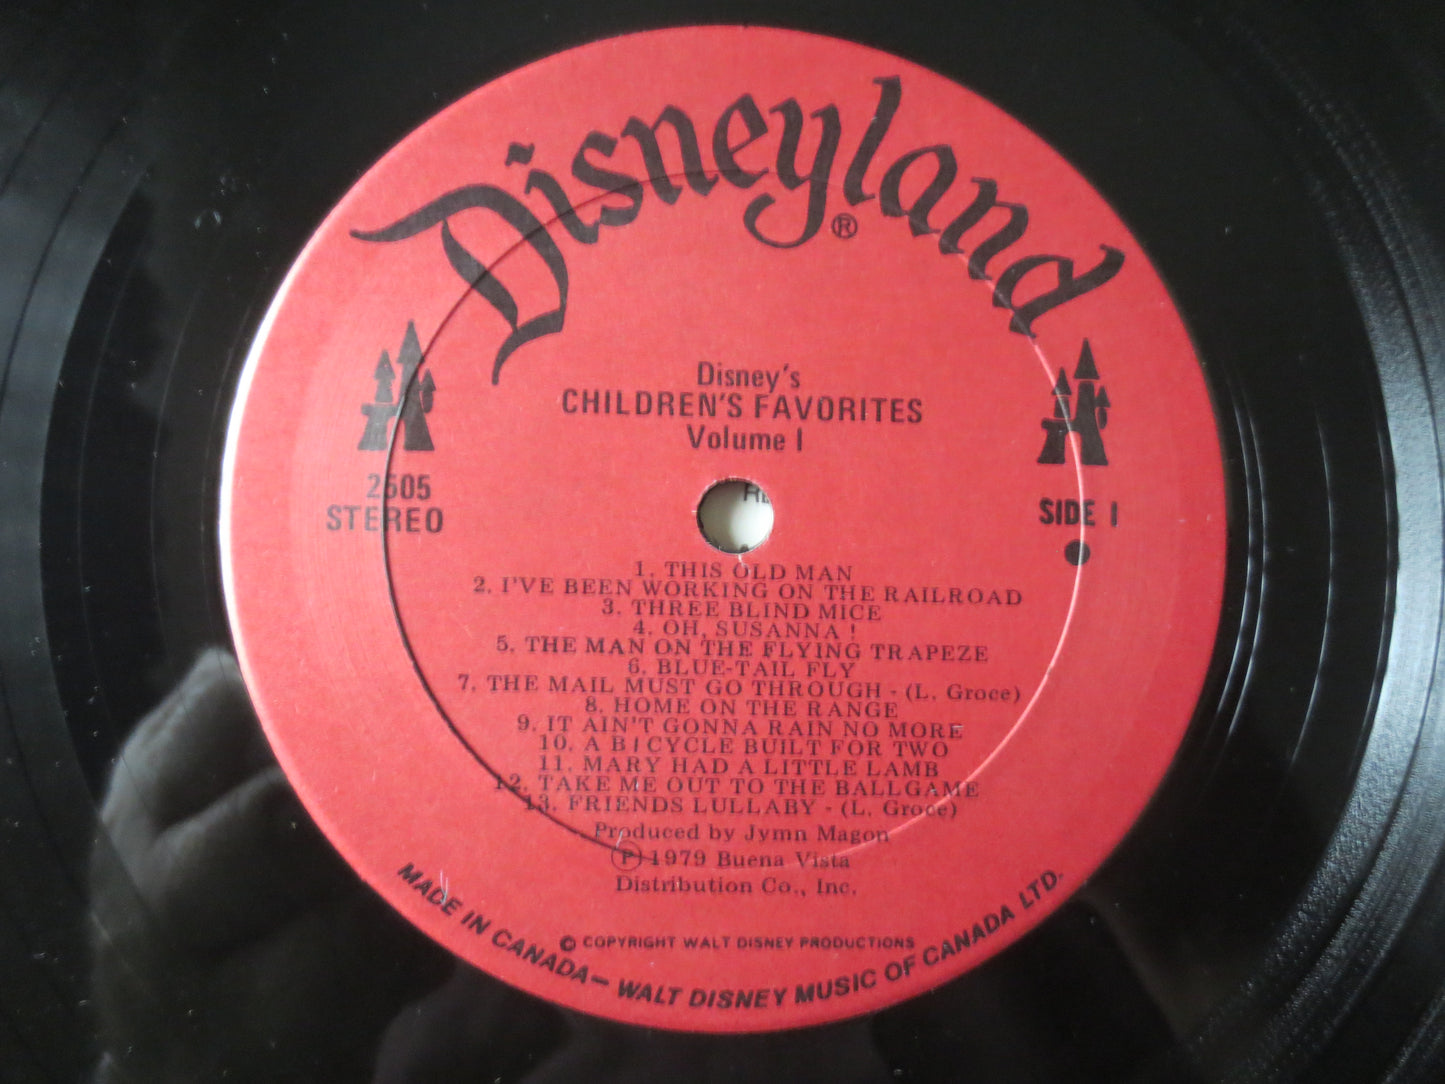 Disneyland®
Disney's
CHILDREN'S FAVORITES
Volume I
2505
STEREO
SIDE I
1. THIS OLD MAN
2. I'VE BEEN WORKING ON THE RAILROAD
3. THREE BLIND MICE
4. OH, SUSANNA !
5. THE MAN ON THE FLYING TRAPEZE
6. BLUE-TAIL FLY
7. THE MAIL MUST GO THROUGH - (L. Groce)
8. HOME ON THE RANGE
9. IT AIN'T GONNA RAIN NO MORE
10. A BICYCLE BUILT FOR TWO
11. MARY HAD A LITTLE LAMB
12. TAKE ME OUT TO THE BALLGAME
13. FRIENDS LULLABY - (L. Groce)
Produced by Jymn Magon
Ⓟ 1979 Buena Vista
Distribution Co., Inc.
© COPYRIGHT WALT DISNEY PRODUCTIONS
MADE IN CANADA — WALT DISNEY MUSIC OF CANADA LTD.